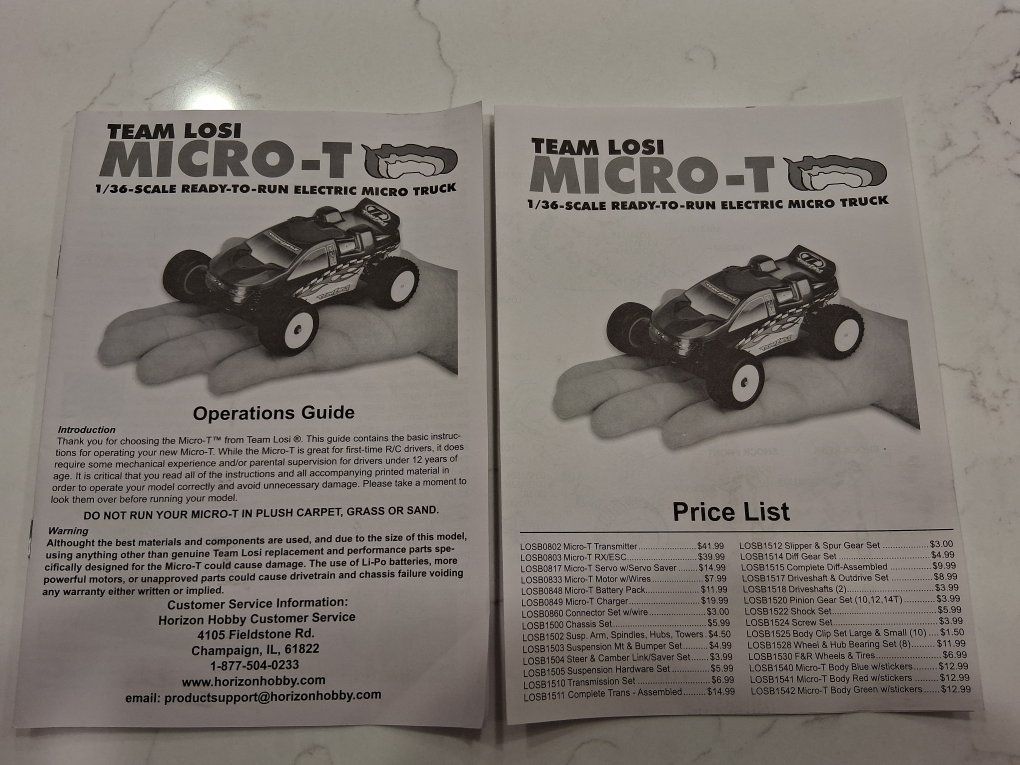 TEAM LOSI
MICRO-T
1/36-SCALE READY-TO-RUN ELECTRIC MICRO TRUCK
Operations Guide
Introduction
Thank you for choosing the Micro-T™ from Team Losi ®. This guide contains the basic instruc-
tions for operating your new Micro-T. While the Micro-T is great for first-time R/C drivers, it does
require some mechanical experience and/or parental supervision for drivers under 12 years of
age. It is critical that you read all of the instructions and all accompanying printed material in
order to operate your model correctly and avoid unnecessary damage. Please take a moment to
look them over before running your model.
DO NOT RUN YOUR MICRO-T IN PLUSH CARPET, GRASS OR SAND.
Warning
Althought the best materials and components are used, and due to the size of this model,
using anything other than genuine Team Losi replacement and performance parts spe-
cifically designed for the Micro-T could cause damage. The use of Li-Po batteries, more
powerful motors, or unapproved parts could cause drivetrain and chassis failure voiding
any warranty either written or implied.
Customer Service Information:
Horizon Hobby Customer Service
4105 Fieldstone Rd.
Champaign, IL, 61822
1-877-504-0233
www.horizonhobby.com
email: productsupport@horizonhobby.com
TEAM LOSI
MICRO-T
1/36-SCALE READY-TO-RUN ELECTRIC MICRO TRUCK
Price List
LOSB0802 Micro-T Transmitter $41.99
LOSB0803 Micro-T RX/ESC $39.99
LOSB0817 Micro-T Servo w/Servo Saver $14.99
LOSB0833 Micro-T Motor w/Wires $7.99
LOSB0848 Micro-T Battery Pack $11.99
LOSB0849 Micro-T Charger $19.99
LOSB0860 Connector Set w/wire $3.00
LOSB1500 Chassis Set $5.99
LOSB1502 Susp. Arm, Spindles, Hubs, Towers $4.50
LOSB1503 Suspension Mt & Bumper Set $4.99
LOSB1504 Steer & Camber Link/Saver Set $3.99
LOSB1505 Suspension Hardware Set $5.99
LOSB1510 Transmission Set $6.99
LOSB1511 Complete Trans - Assembled $14.99
LOSB1512 Slipper & Spur Gear Set $3.00
LOSB1514 Diff Gear Set $4.99
LOSB1515 Complete Diff-Assembled $9.99
LOSB1517 Driveshaft & Outdrive Set $8.99
LOSB1518 Driveshafts (2) $3.99
LOSB1520 Pinion Gear Set (10,12,14T) $3.99
LOSB1522 Shock Set $5.99
LOSB1524 Screw Set $3.99
LOSB1525 Body Clip Set Large & Small (10) $1.50
LOSB1528 Wheel & Hub Bearing Set (8) $11.99
LOSB1530 F&R Wheels & Tires $6.99
LOSB1540 Micro-T Body Blue w/stickers $12.99
LOSB1541 Micro-T Body Red w/stickers $12.99
LOSB1542 Micro-T Body Green w/stickers $12.99